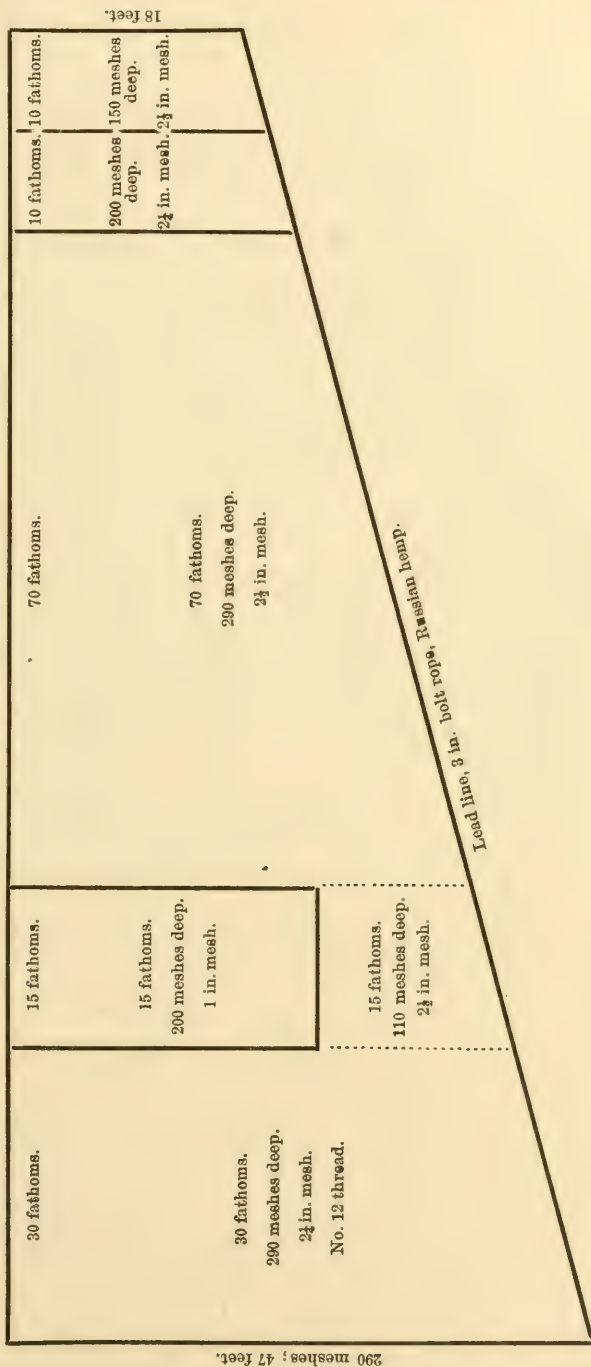 290 meshes; 47 feet.
30 fathoms.
30 fathoms.
290 meshes deep.
2¼ in. mesh.
No. 12 thread.
15 fathoms.
15 fathoms.
200 meshes deep.
1 in. mesh.
15 fathoms.
110 meshes deep.
2½ in. mesh.
70 fathoms.
70 fathoms.
290 meshes deep.
2½ in. mesh.
Lead line, 3 in. bolt rope, Russian hemp.
10 fathoms.
200 meshes
deep.
2¼ in. mesh.
10 fathoms.
150 meshes
deep.
2½ in. mesh.
18 feet.